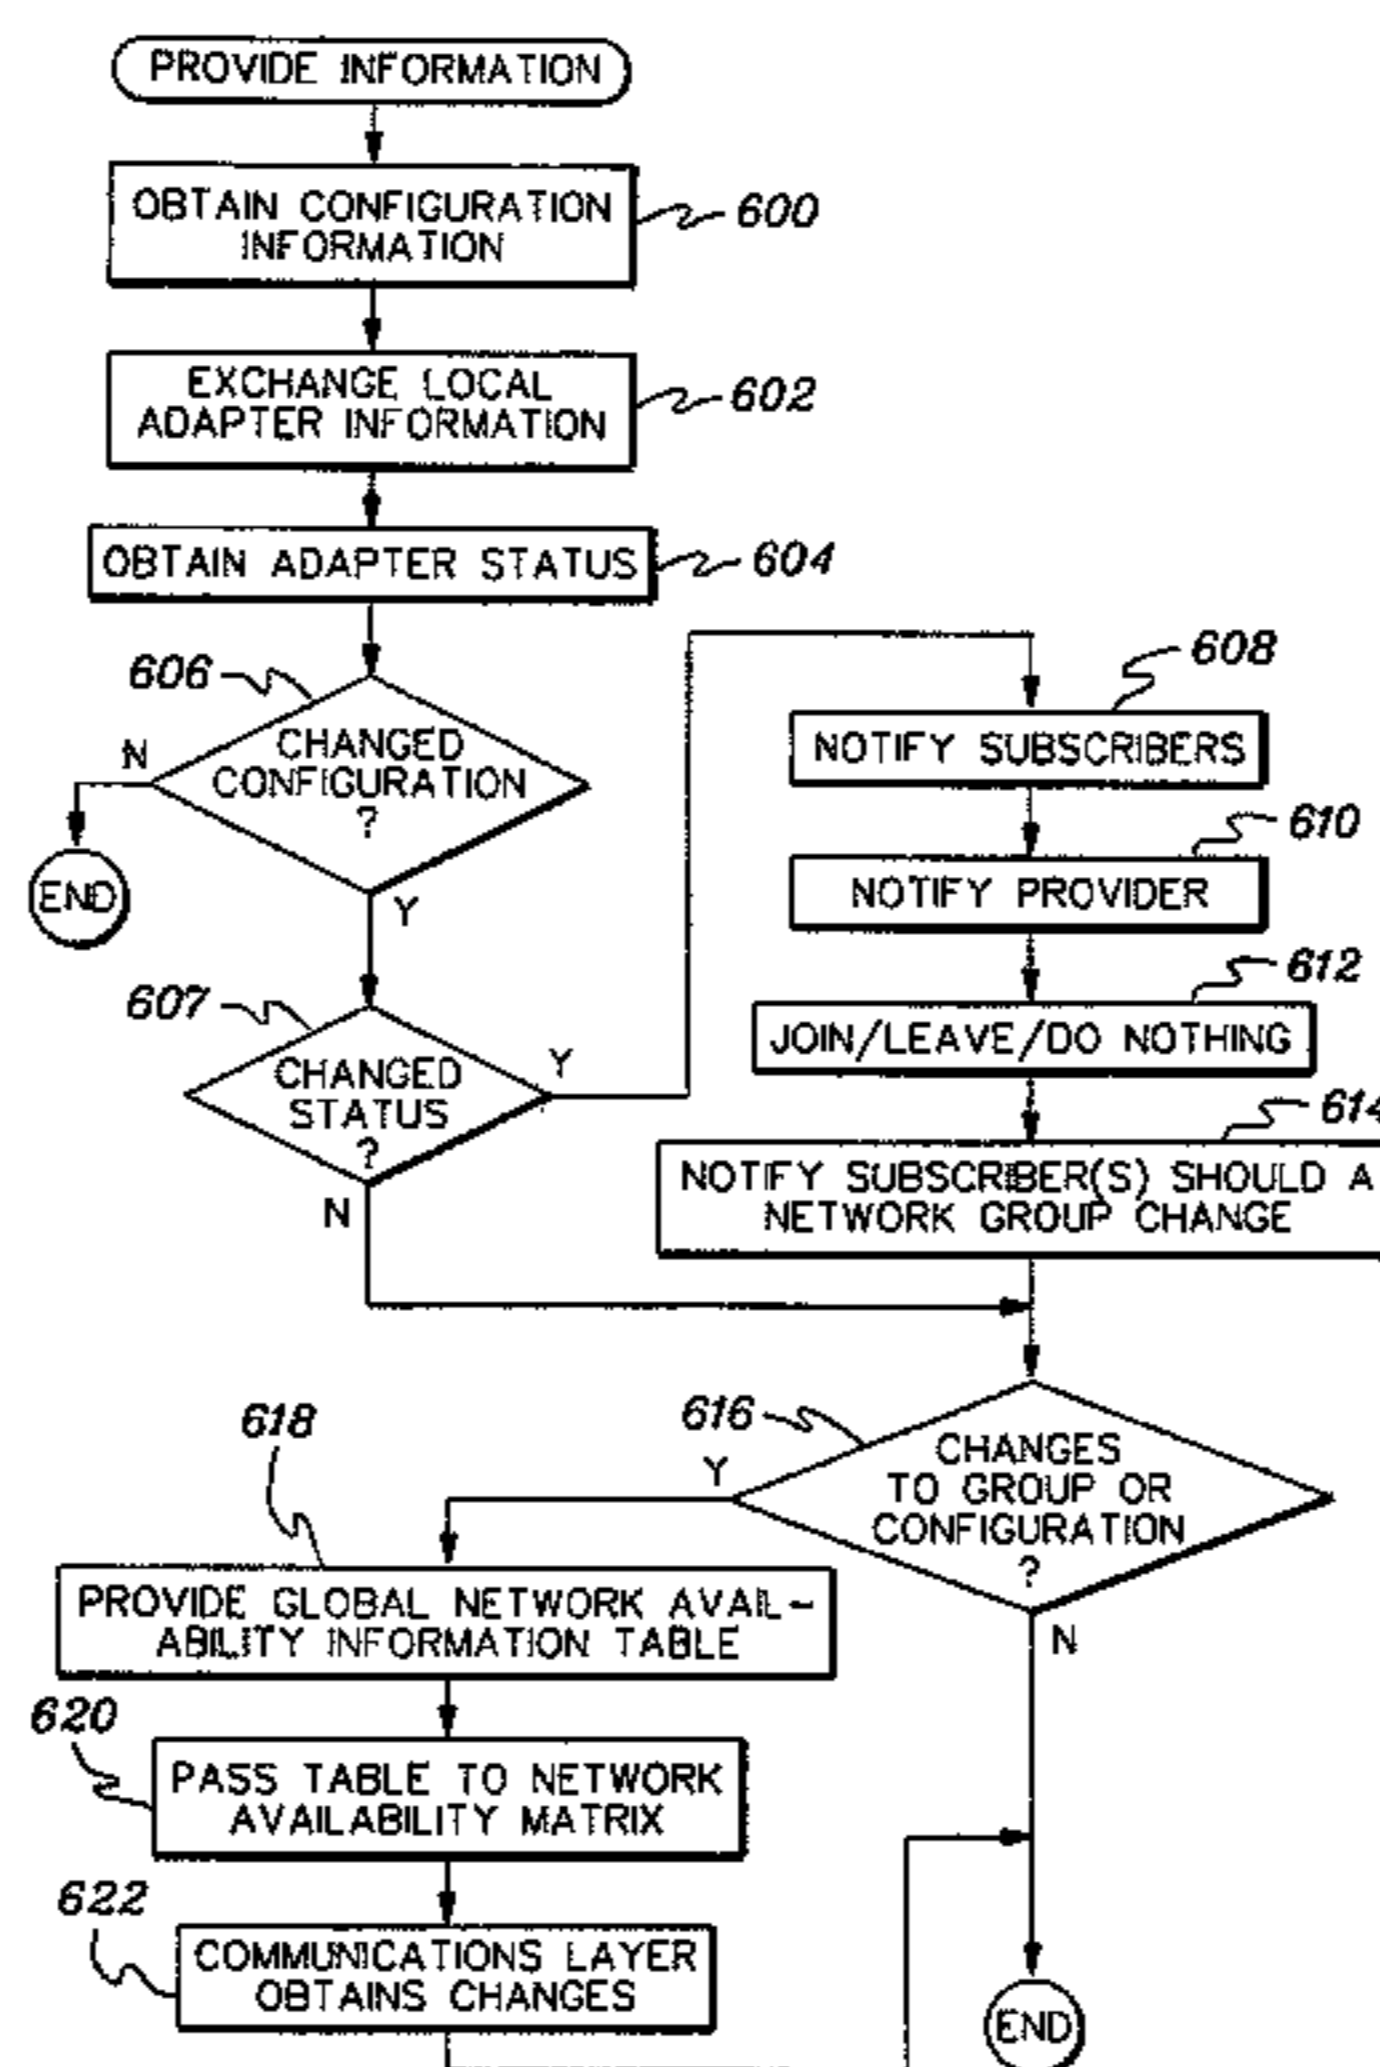 PROVIDE INFORMATION
OBTAIN CONFIGURATION
INFORMATION
600
EXCHANGE LOCAL
ADAPTER INFORMATION
602
OBTAIN ADAPTER STATUS
604
606
CHANGED
CONFIGURATION
?
N
END
Y
607
CHANGED
STATUS
?
Y
N
608
NOTIFY SUBSCRIBERS
610
NOTIFY PROVIDER
612
JOIN/LEAVE/DO NOTHING
614
NOTIFY SUBSCRIBER(S) SHOULD A
NETWORK GROUP CHANGE
616
CHANGES
TO GROUP OR
CONFIGURATION
?
Y
N
618
PROVIDE GLOBAL NETWORK AVAIL-
ABILITY INFORMATION TABLE
620
PASS TABLE TO NETWORK
AVAILABILITY MATRIX
622
COMMUNICATIONS LAYER
OBTAINS CHANGES
END